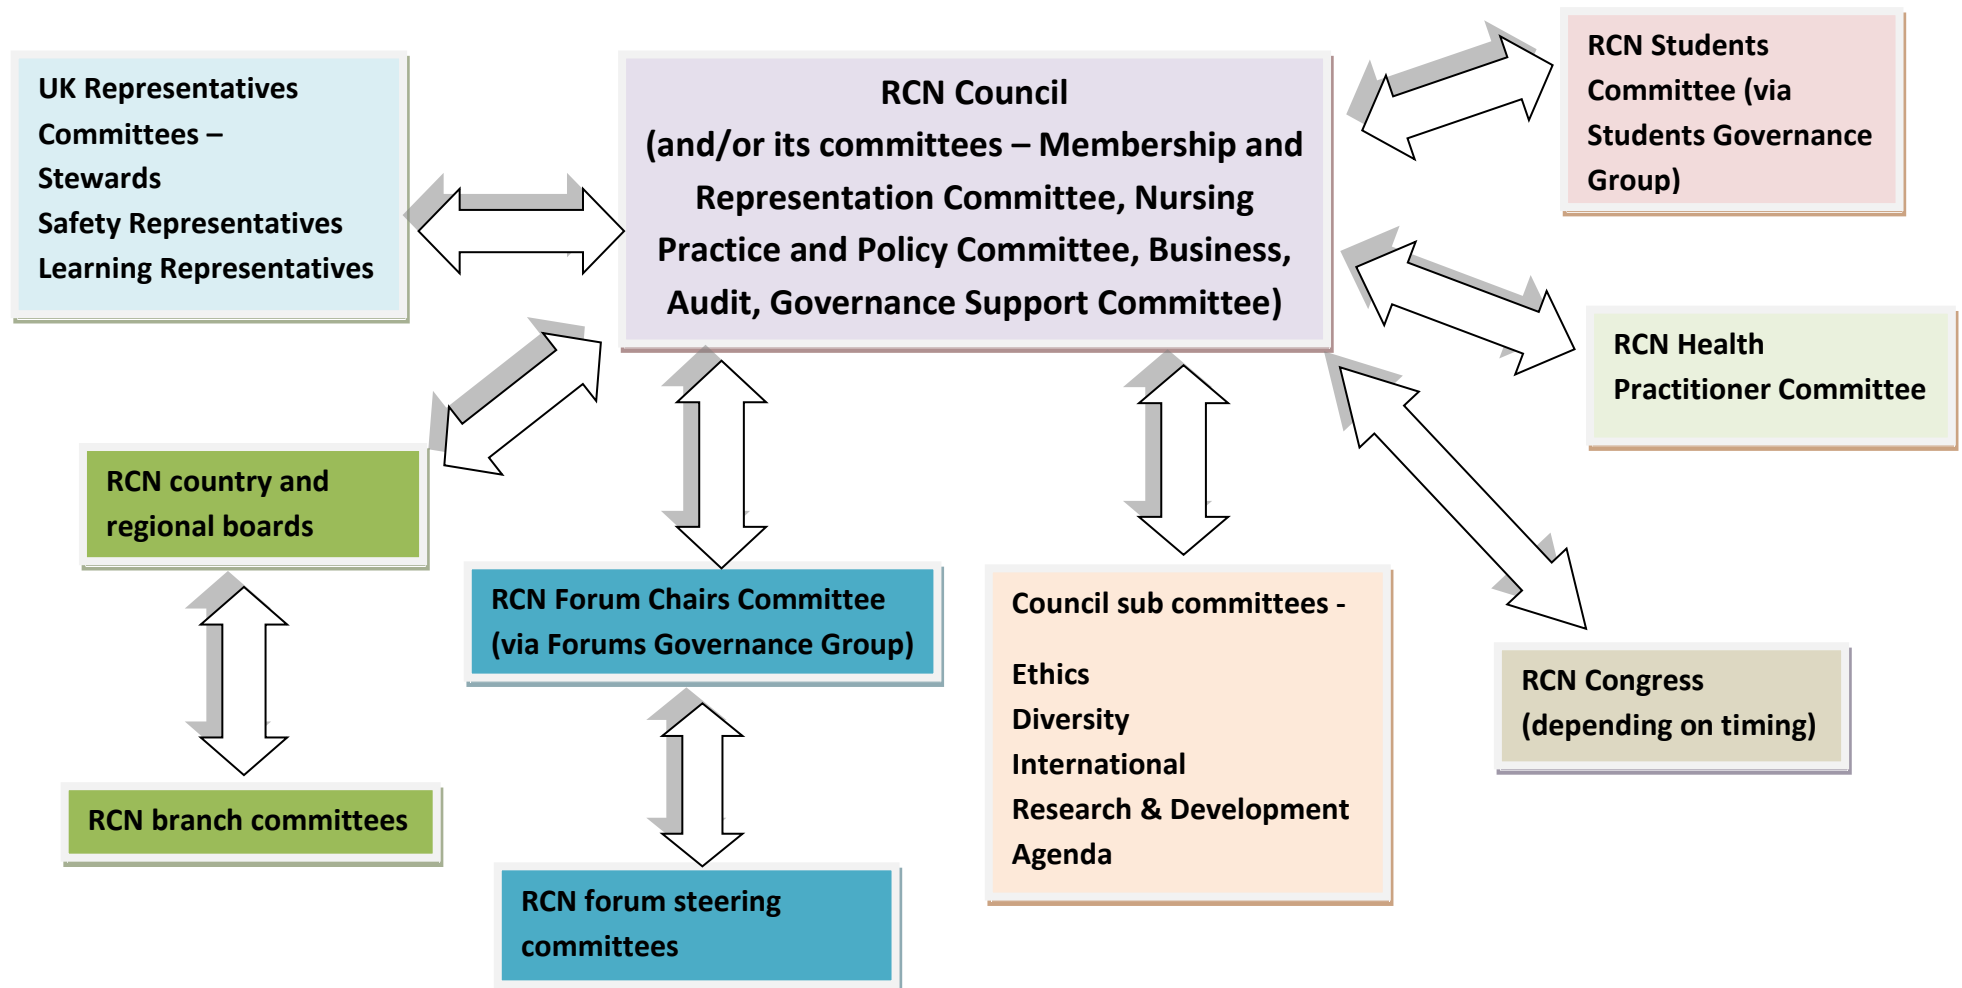 UK Representatives
Committees –
Stewards
Safety Representatives
Learning Representatives
RCN Council
(and/or its committees – Membership and
Representation Committee, Nursing
Practice and Policy Committee, Business,
Audit, Governance Support Committee)
RCN Students
Committee (via
Students Governance
Group)
RCN Health
Practitioner Committee
RCN country and
regional boards
RCN Forum Chairs Committee
(via Forums Governance Group)
Council sub committees -
Ethics
Diversity
International
Research & Development
Agenda
RCN Congress
(depending on timing)
RCN branch committees
RCN forum steering
committees